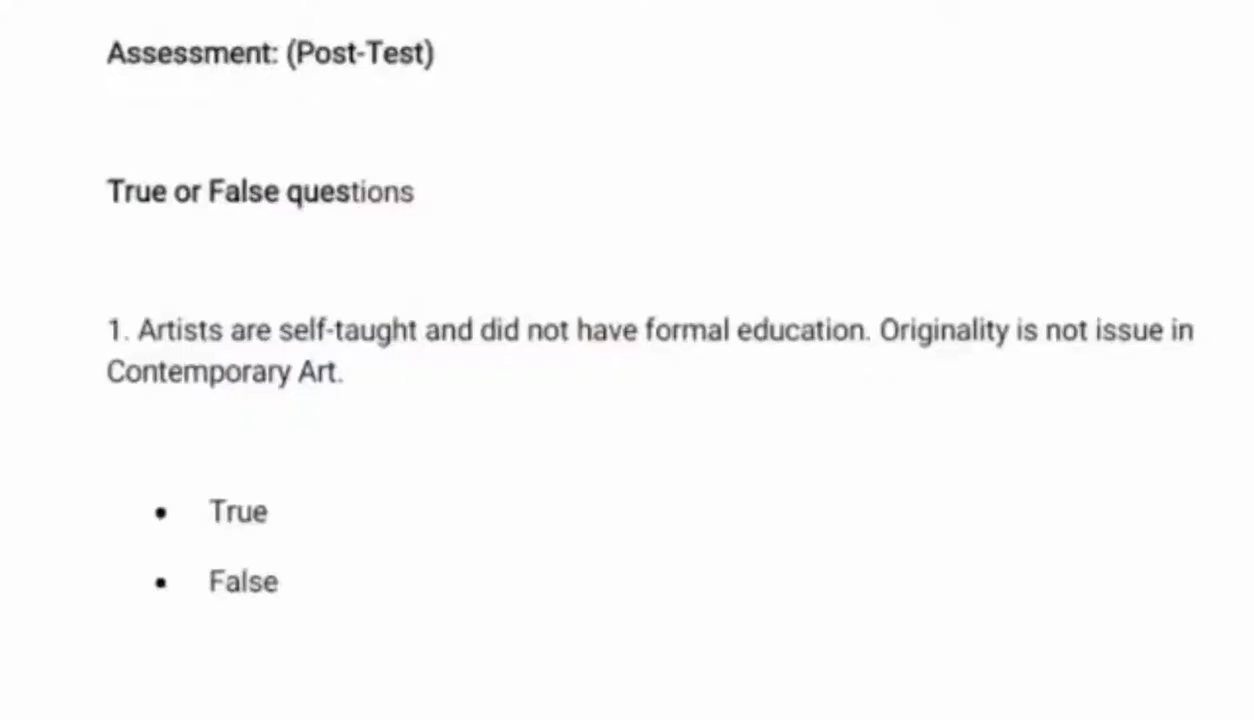 Assessment: (Post-Test)
True or False questions
1. Artists are self-taught and did not have formal education. Originality is not issue in
Contemporary Art.
• True
• False